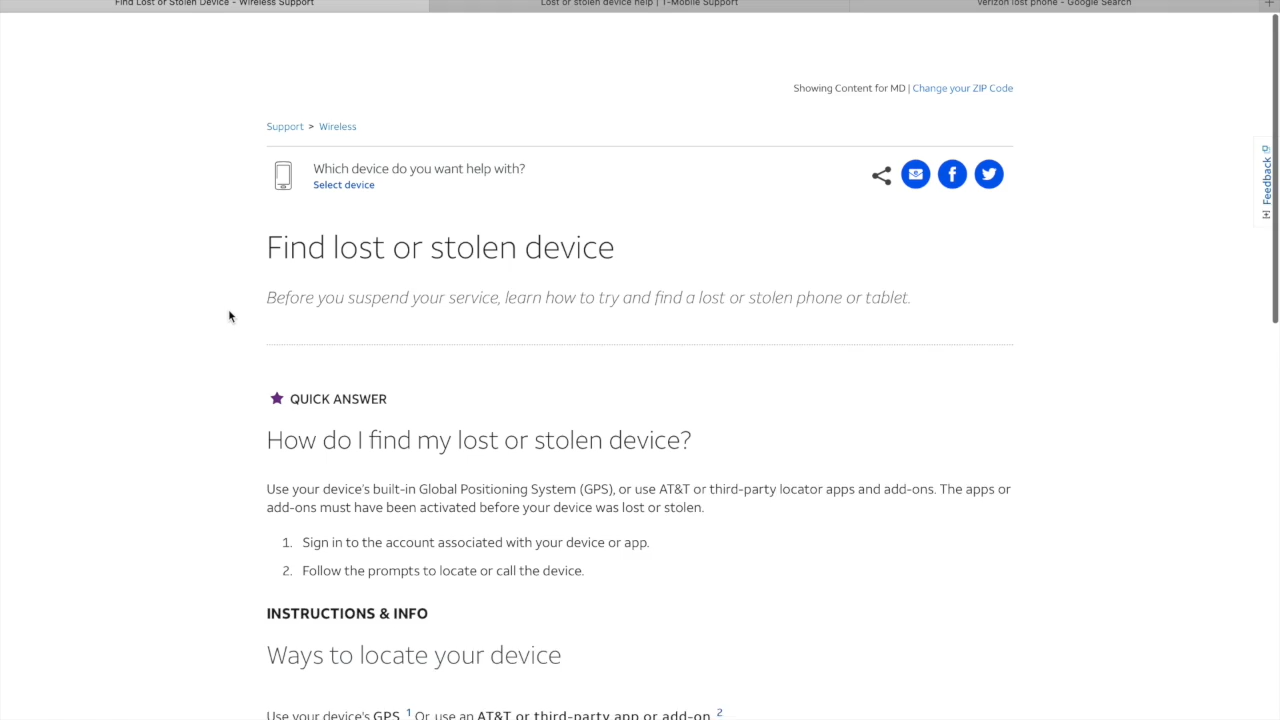 Find Lost or Stolen Device - Wireless Support
Lost or stolen device help | T-Mobile Support
verizon lost phone - Google Search
Showing Content for MD | Change your ZIP Code
Support > Wireless
Which device do you want help with?
Select device
Feedback
Find lost or stolen device
Before you suspend your service, learn how to try and find a lost or stolen phone or tablet.
QUICK ANSWER
How do I find my lost or stolen device?
Use your device's built-in Global Positioning System (GPS), or use AT&T or third-party locator apps and add-ons. The apps or
add-ons must have been activated before your device was lost or stolen.
1. Sign in to the account associated with your device or app.
2. Follow the prompts to locate or call the device.
INSTRUCTIONS & INFO
Ways to locate your device
Use your device's GPS. 1 Or, use an AT&T or third-party app or add-on. 2